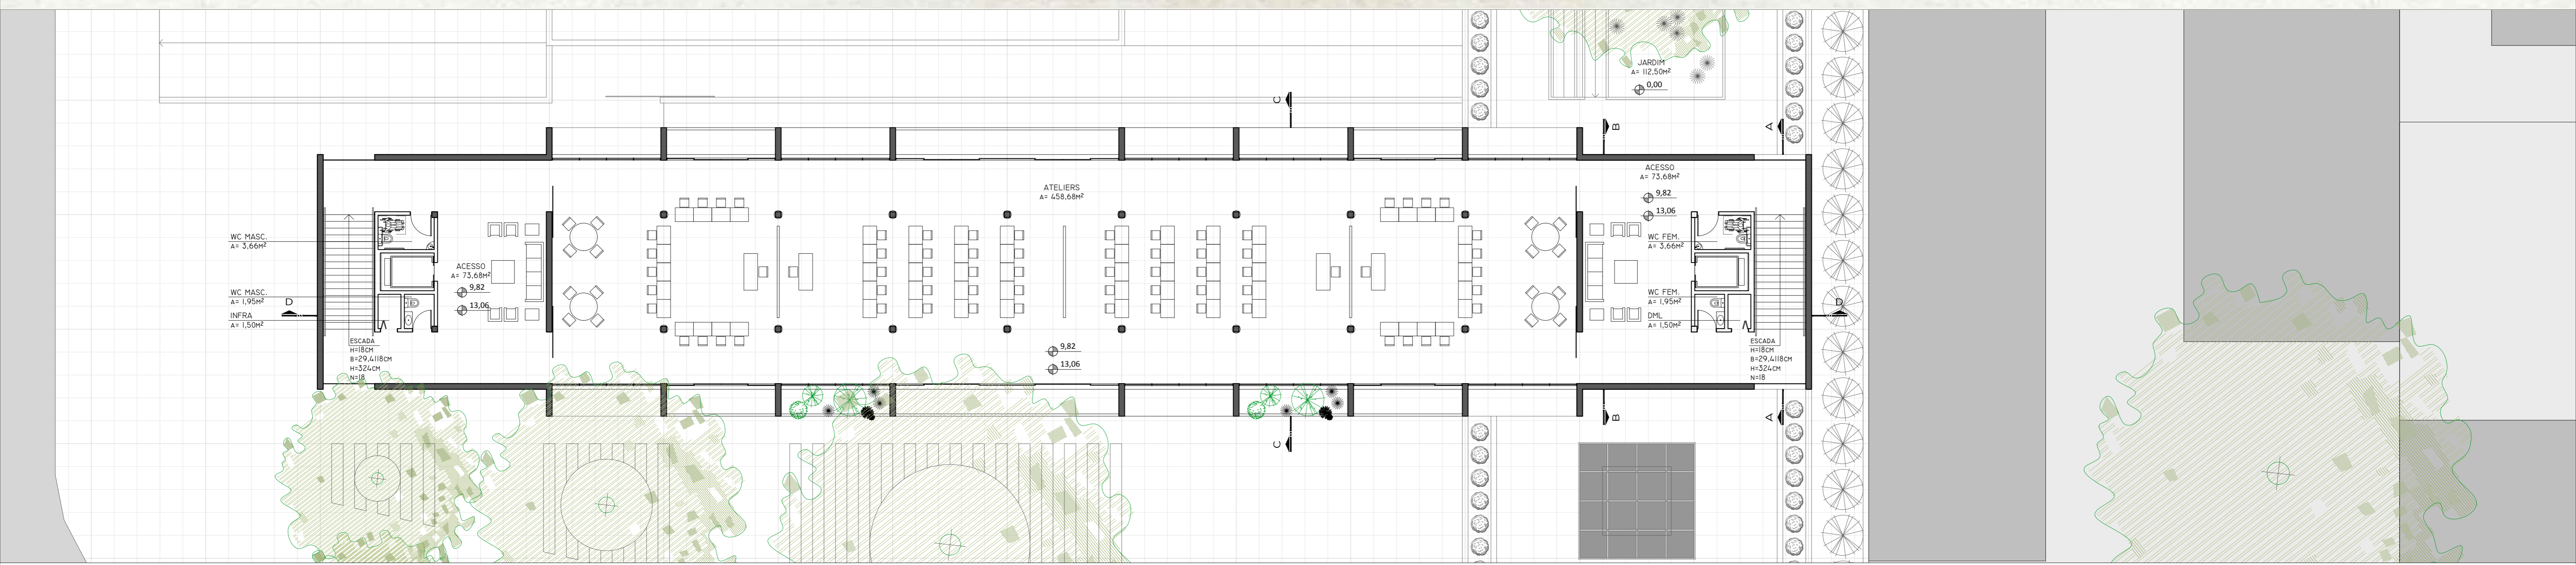 JARDIM
A= 112,50M²
0,00
C
B
A
ACESSO
A= 73,68M²
9,82
13,06
ATELIERS
A= 458,68M²
WC MASC.
A= 3,66M²
WC FEM.
A= 3,66M²
ACESSO
A= 73,68M²
9,82
13,06
WC MASC.
A= 1,95M²
WC FEM.
A= 1,95M²
D
D
INFRA
A= 1,50M²
DML
A= 1,50M²
ESCADA
H=18CM
B=29,4118CM
H=324CM
N=18
9,82
13,06
ESCADA
H=18CM
B=29,4118CM
H=324CM
N=18
C
B
A